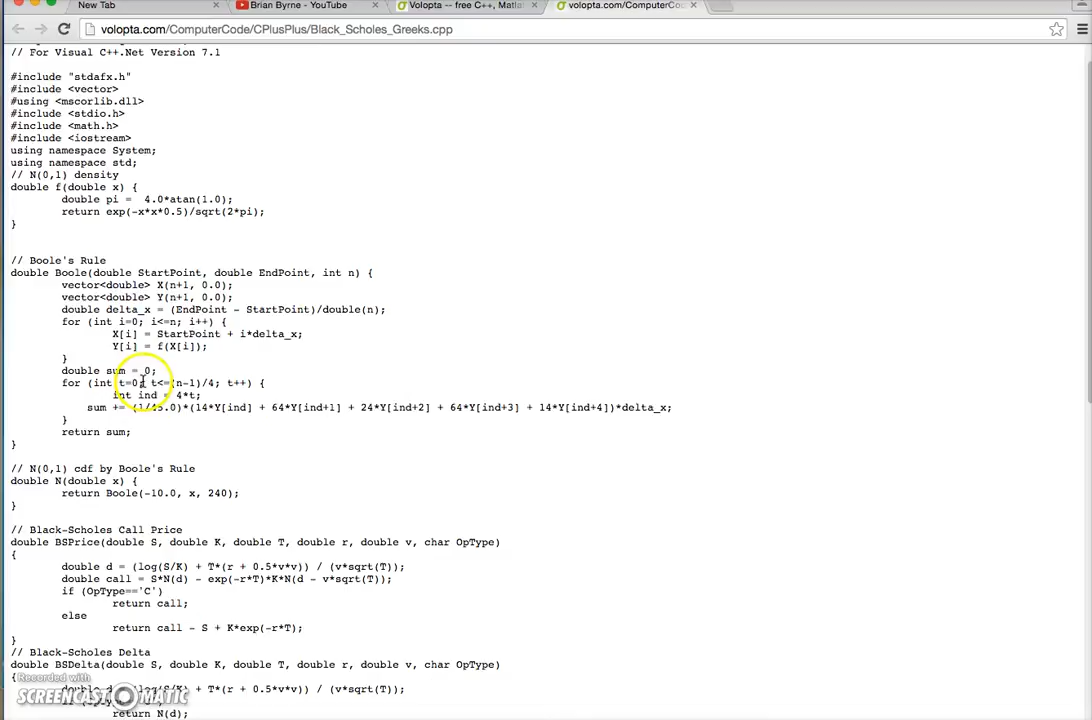 New Tab
Brian Byrne - YouTube
Volopta -- free C++, Matla
volopta.com/ComputerCo
volopta.com/ComputerCode/CPlusPlus/Black_Scholes_Greeks.cpp
// For Visual C++.Net Version 7.1
#include "stdafx.h"
#include <vector>
#using <mscorlib.dll>
#include <stdio.h>
#include <math.h>
#include <iostream>
using namespace System;
using namespace std;
// N(0,1) density
double f(double x) {
double pi =  4.0*atan(1.0);
return exp(-x*x*0.5)/sqrt(2*pi);
}
// Boole's Rule
double Boole(double StartPoint, double EndPoint, int n) {
vector<double> X(n+1, 0.0);
vector<double> Y(n+1, 0.0);
double delta_x = (EndPoint - StartPoint)/double(n);
for (int i=0; i<=n; i++) {
X[i] = StartPoint + i*delta_x;
Y[i] = f(X[i]);
}
double sum = 0;
for (int t=0; t<=(n-1)/4; t++) {
int ind = 4*t;
sum += (1/45.0)*(14*Y[ind] + 64*Y[ind+1] + 24*Y[ind+2] + 64*Y[ind+3] + 14*Y[ind+4])*delta_x;
}
return sum;
}
// N(0,1) cdf by Boole's Rule
double N(double x) {
return Boole(-10.0, x, 240);
}
// Black-Scholes Call Price
double BSPrice(double S, double K, double T, double r, double v, char OpType)
{
double d = (log(S/K) + T*(r + 0.5*v*v)) / (v*sqrt(T));
double call = S*N(d) - exp(-r*T)*K*N(d - v*sqrt(T));
if (OpType=='C')
return call;
else
return call - S + K*exp(-r*T);
}
// Black-Scholes Delta
double BSDelta(double S, double K, double T, double r, double v, char OpType)
{
Recorded with
SCREENCAST-O-MATIC
double d = (log(S/K) + T*(r + 0.5*v*v)) / (v*sqrt(T));
return N(d);